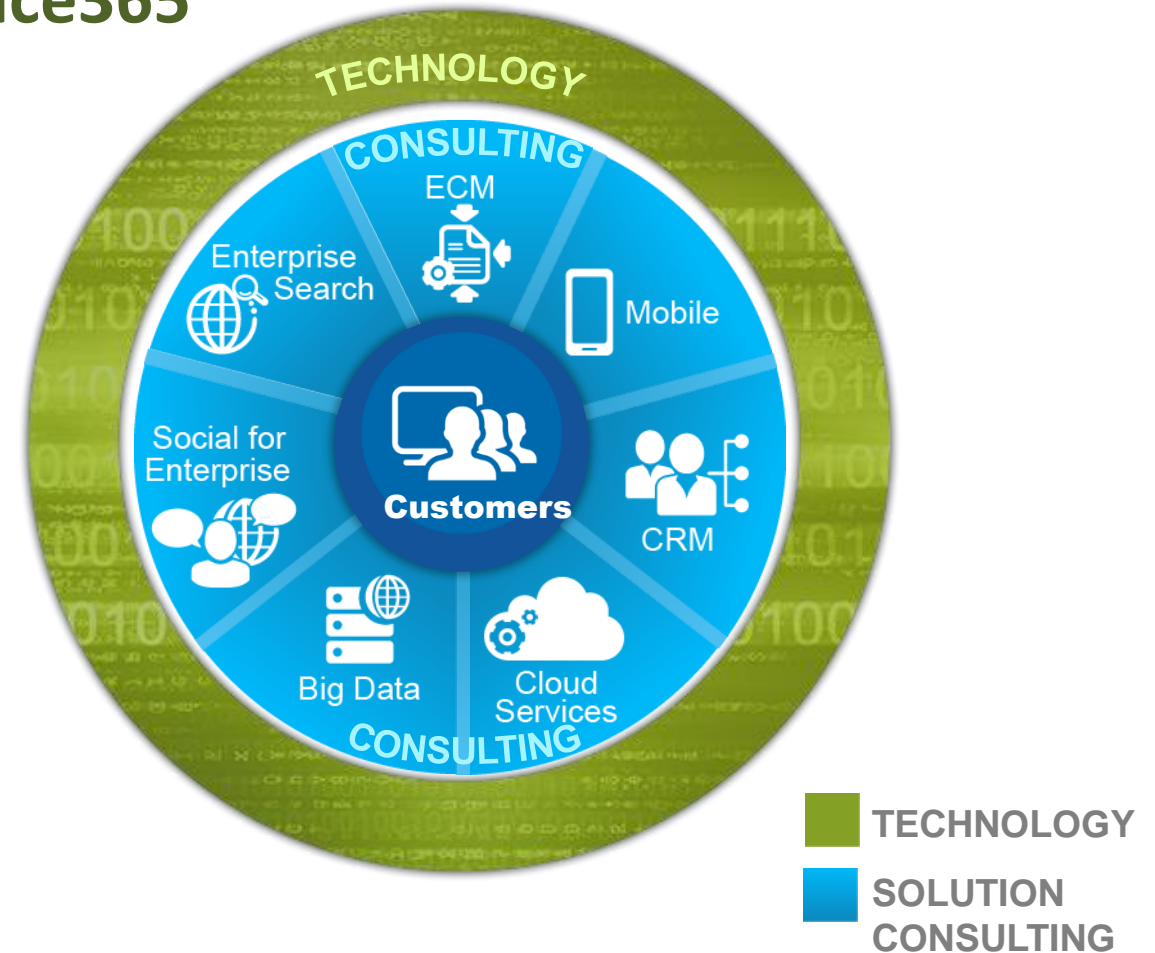 ce365
TECHNOLOGY
CONSULTING
ECM
Enterprise
Search
Mobile
Social for
Enterprise
Customers
CRM
Big Data
Cloud
Services
CONSULTING
TECHNOLOGY
SOLUTION
CONSULTING